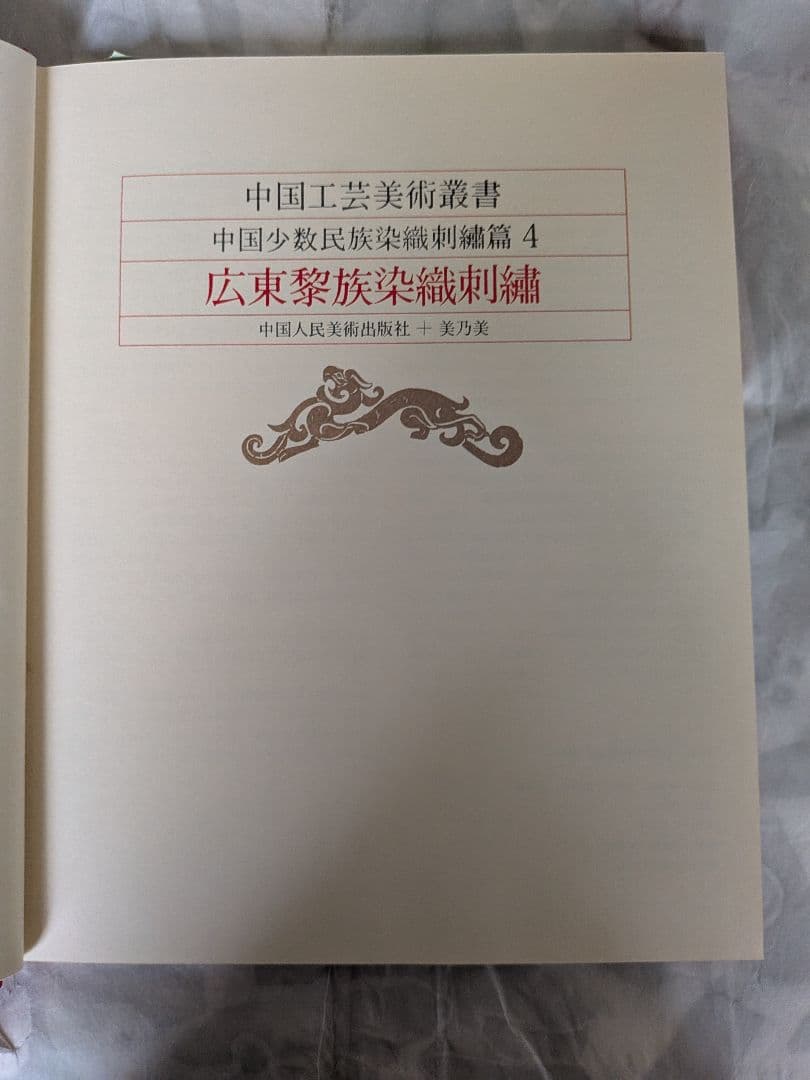 中国工芸美術叢書
中国少数民族染織刺繡篇 4
広東黎族染織刺繡
中国人民美術出版社 + 美乃美